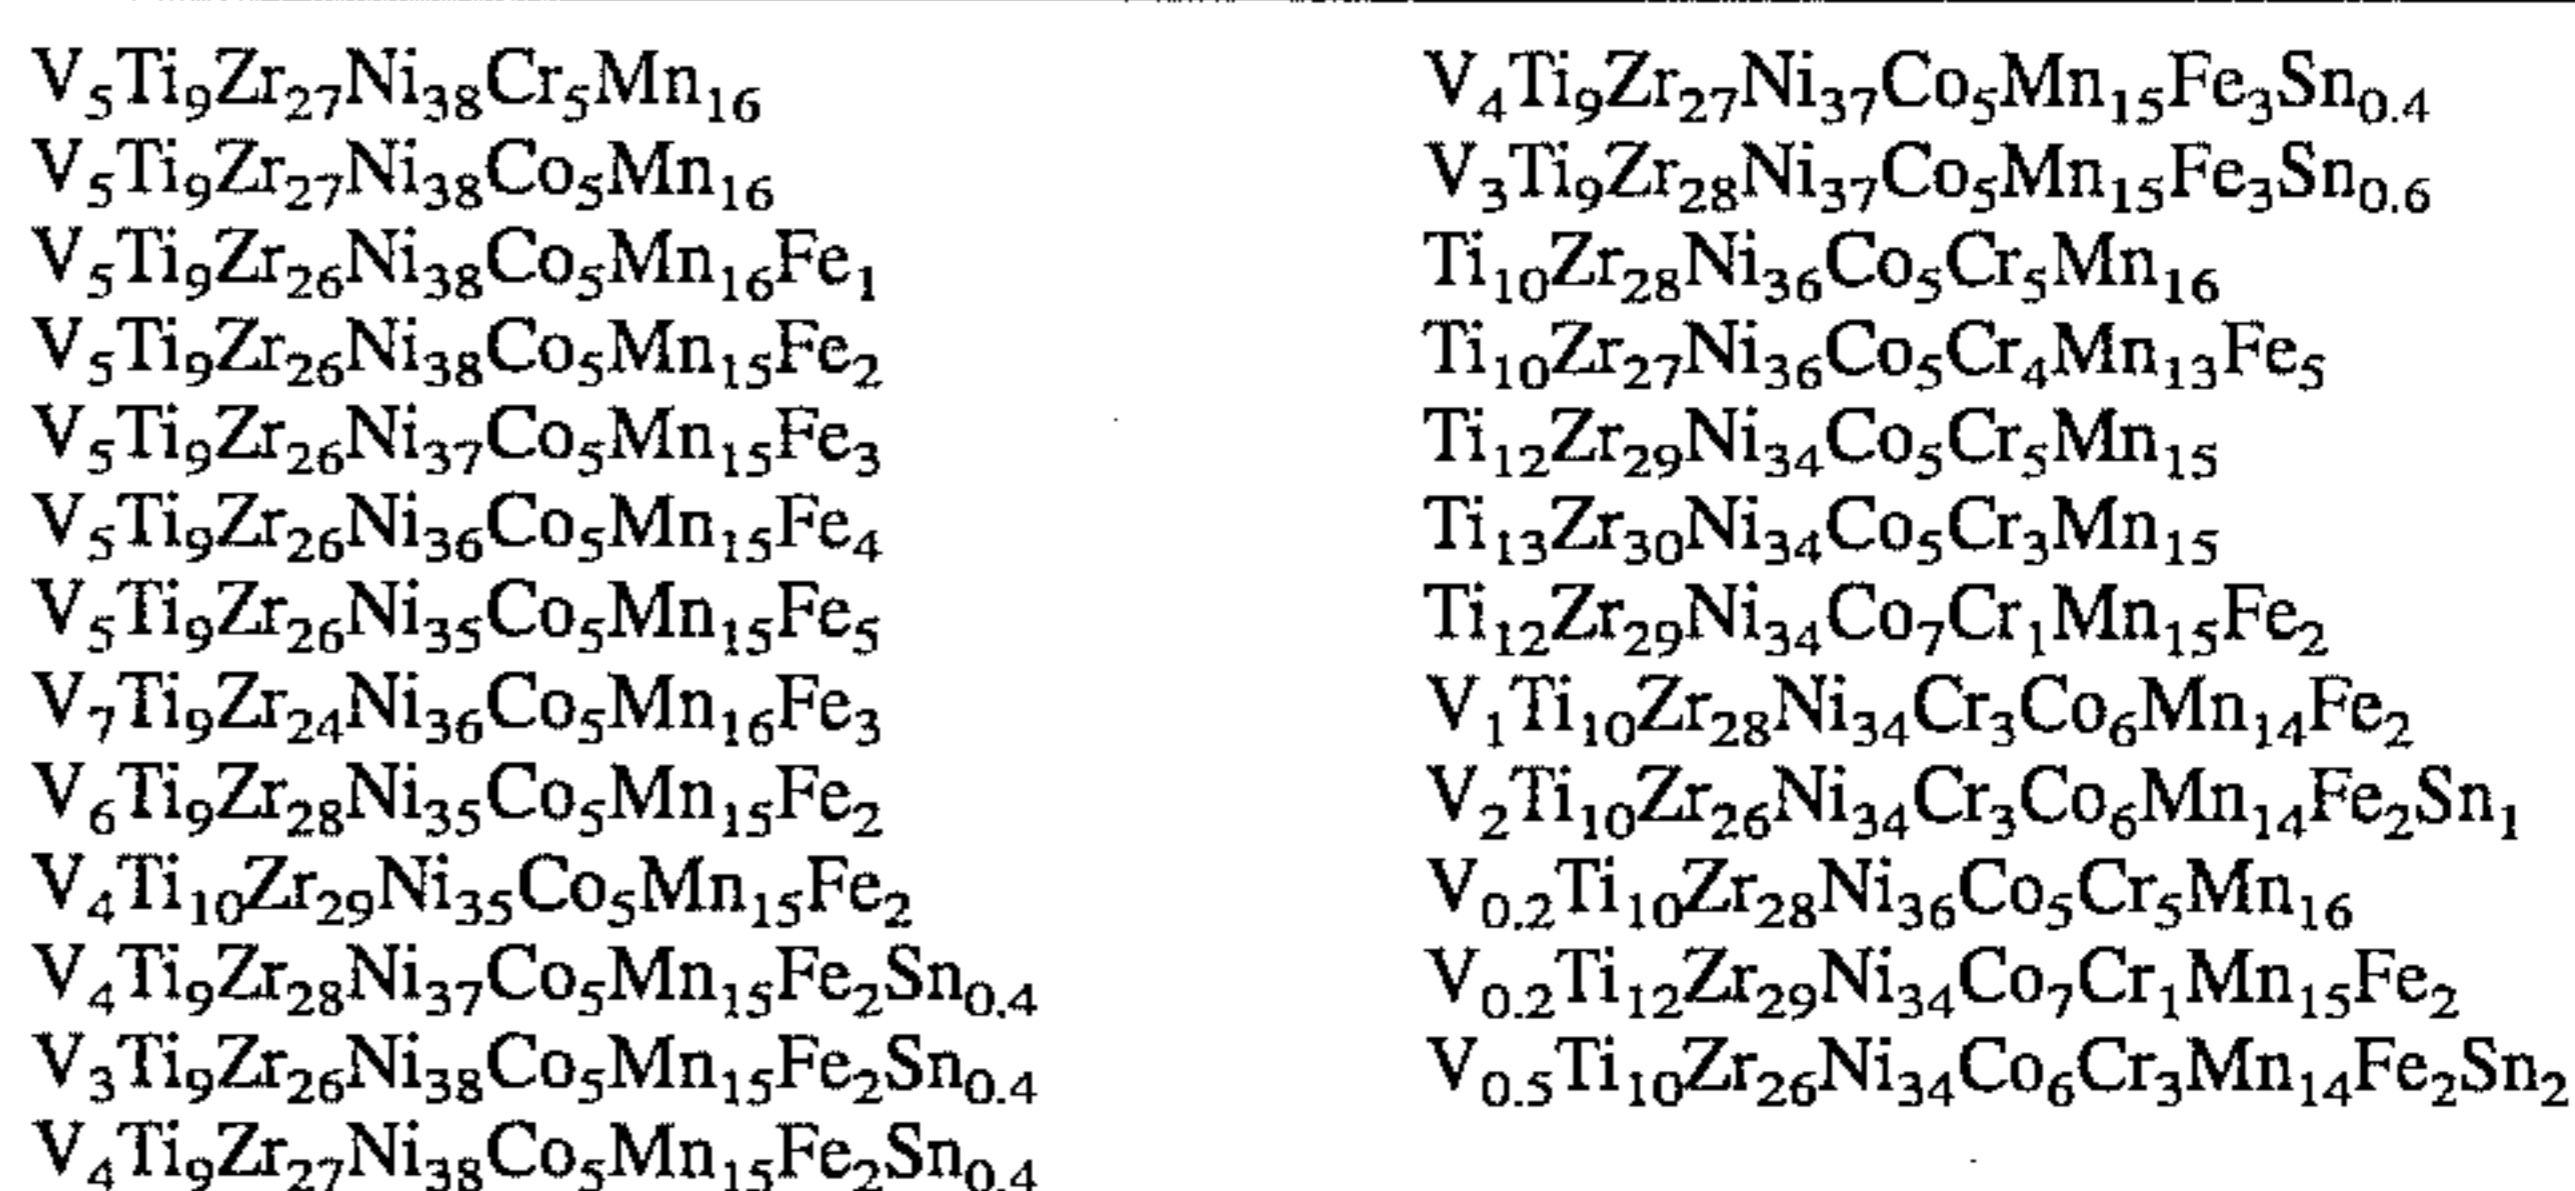 V₅Ti₉Zr₂₇Ni₃₈Cr₅Mn₁₆
V₅Ti₉Zr₂₇Ni₃₈Co₅Mn₁₆
V₅Ti₉Zr₂₆Ni₃₈Co₅Mn₁₆Fe₁
V₅Ti₉Zr₂₆Ni₃₈Co₅Mn₁₅Fe₂
V₅Ti₉Zr₂₆Ni₃₇Co₅Mn₁₅Fe₃
V₅Ti₉Zr₂₆Ni₃₆Co₅Mn₁₅Fe₄
V₅Ti₉Zr₂₆Ni₃₅Co₅Mn₁₅Fe₅
V₇Ti₉Zr₂₄Ni₃₆Co₅Mn₁₆Fe₃
V₆Ti₉Zr₂₈Ni₃₅Co₅Mn₁₅Fe₂
V₄Ti₁₀Zr₂₉Ni₃₅Co₅Mn₁₅Fe₂
V₄Ti₉Zr₂₈Ni₃₇Co₅Mn₁₅Fe₂Sn₀.₄
V₃Ti₉Zr₂₆Ni₃₈Co₅Mn₁₅Fe₂Sn₀.₄
V₄Ti₉Zr₂₇Ni₃₈Co₅Mn₁₅Fe₂Sn₀.₄
V₄Ti₉Zr₂₇Ni₃₇Co₅Mn₁₅Fe₃Sn₀.₄
V₃Ti₉Zr₂₈Ni₃₇Co₅Mn₁₅Fe₃Sn₀.₆
Ti₁₀Zr₂₈Ni₃₆Co₅Cr₅Mn₁₆
Ti₁₀Zr₂₇Ni₃₆Co₅Cr₄Mn₁₃Fe₅
Ti₁₂Zr₂₉Ni₃₄Co₅Cr₅Mn₁₅
Ti₁₃Zr₃₀Ni₃₄Co₅Cr₃Mn₁₅
Ti₁₂Zr₂₉Ni₃₄Co₇Cr₁Mn₁₅Fe₂
V₁Ti₁₀Zr₂₈Ni₃₄Cr₃Co₆Mn₁₄Fe₂
V₂Ti₁₀Zr₂₆Ni₃₄Cr₃Co₆Mn₁₄Fe₂Sn₁
V₀.₂Ti₁₀Zr₂₈Ni₃₆Co₅Cr₅Mn₁₆
V₀.₂Ti₁₂Zr₂₉Ni₃₄Co₇Cr₁Mn₁₅Fe₂
V₀.₅Ti₁₀Zr₂₆Ni₃₄Co₆Cr₃Mn₁₄Fe₂Sn₂